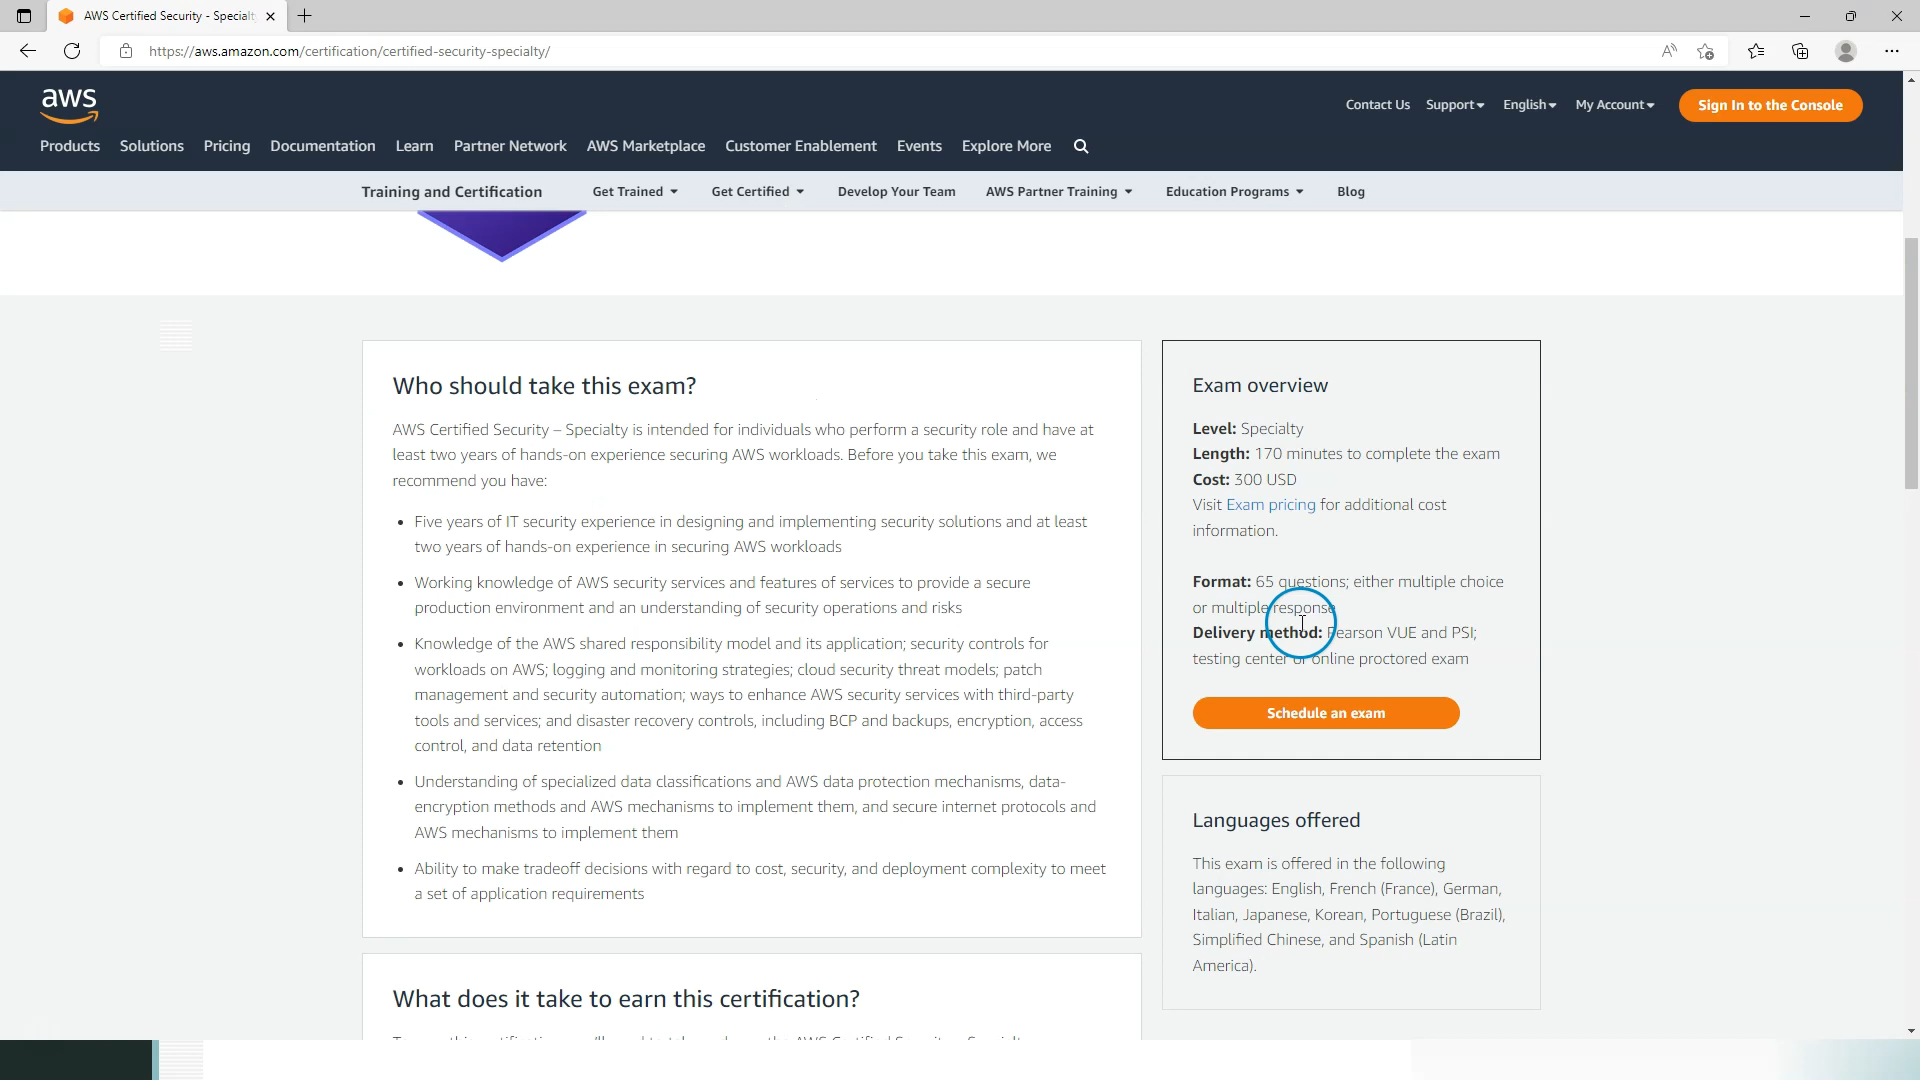 AWS Certified Security - Specialt
https://aws.amazon.com/certification/certified-security-specialty/
aws
Contact Us Support English My Account Sign In to the Console
Products Solutions Pricing Documentation Learn Partner Network AWS Marketplace Customer Enablement Events Explore More
Training and Certification Get Trained Get Certified Develop Your Team AWS Partner Training Education Programs Blog
Who should take this exam?
AWS Certified Security – Specialty is intended for individuals who perform a security role and have at
least two years of hands-on experience securing AWS workloads. Before you take this exam, we
recommend you have:
• Five years of IT security experience in designing and implementing security solutions and at least
two years of hands-on experience in securing AWS workloads
• Working knowledge of AWS security services and features of services to provide a secure
production environment and an understanding of security operations and risks
• Knowledge of the AWS shared responsibility model and its application; security controls for
workloads on AWS; logging and monitoring strategies; cloud security threat models; patch
management and security automation; ways to enhance AWS security services with third-party
tools and services; and disaster recovery controls, including BCP and backups, encryption, access
control, and data retention
• Understanding of specialized data classifications and AWS data protection mechanisms, data-
encryption methods and AWS mechanisms to implement them, and secure internet protocols and
AWS mechanisms to implement them
• Ability to make tradeoff decisions with regard to cost, security, and deployment complexity to meet
a set of application requirements
What does it take to earn this certification?
Exam overview
Level: Specialty
Length: 170 minutes to complete the exam
Cost: 300 USD
Visit Exam pricing for additional cost
information.
Format: 65 questions; either multiple choice
or multiple response
Delivery method: Pearson VUE and PSI;
testing center or online proctored exam
Schedule an exam
Languages offered
This exam is offered in the following
languages: English, French (France), German,
Italian, Japanese, Korean, Portuguese (Brazil),
Simplified Chinese, and Spanish (Latin
America).